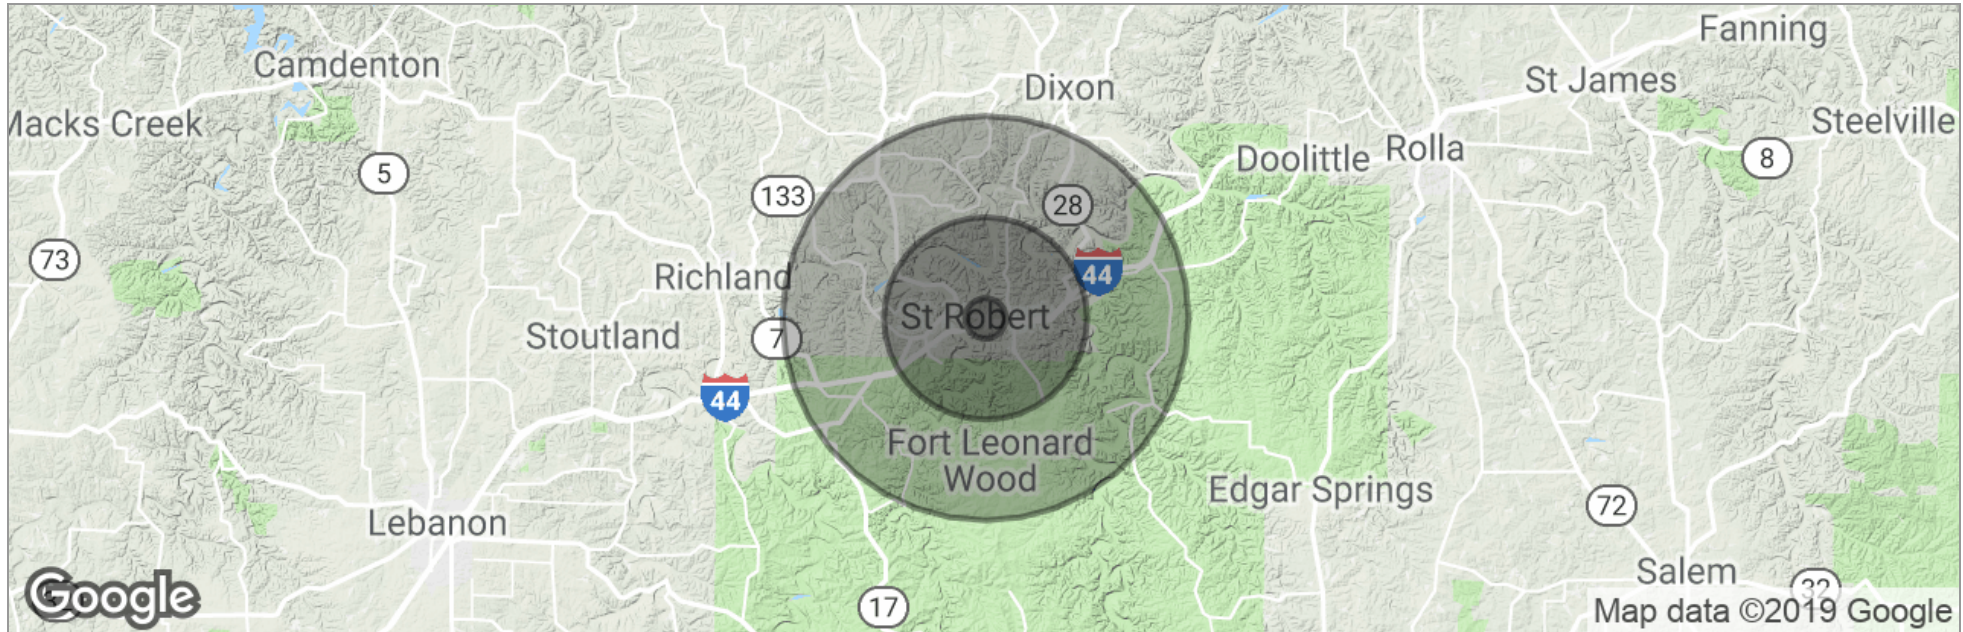 Fanning
Camdenton
St James
Dixon
Macks Creek
Steelville
Rolla
Doolittle
8
5
133
28
73
44
Richland
St Robert
Stoutland
7
44
Fort Leonard
Wood
Edgar Springs
72
Lebanon
Salem
32
Google
17
Map data ©2019 Google